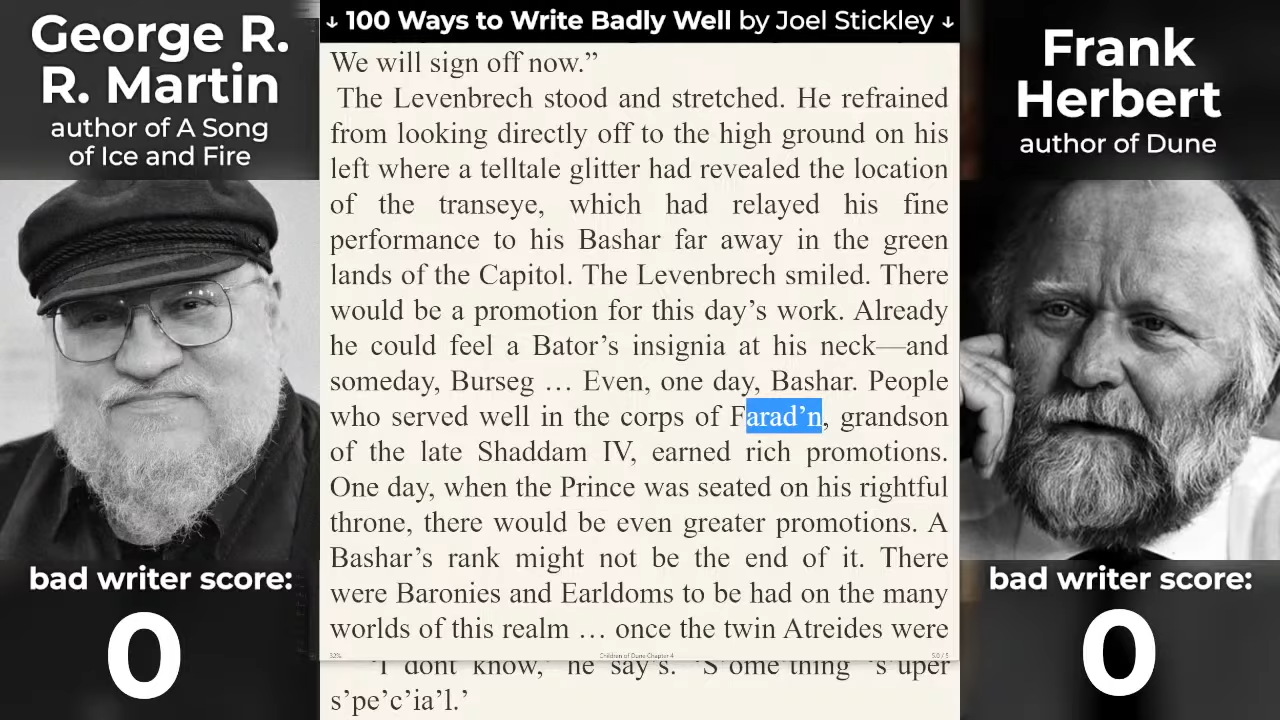 George R.
R. Martin
author of A Song
of Ice and Fire
bad writer score:
0
↓ 100 Ways to Write Badly Well by Joel Stickley ↓
We will sign off now.”
The Levenbrech stood and stretched. He refrained
from looking directly off to the high ground on his
left where a telltale glitter had revealed the location
of the transeye, which had relayed his fine
performance to his Bashar far away in the green
lands of the Capitol. The Levenbrech smiled. There
would be a promotion for this day’s work. Already
he could feel a Bator’s insignia at his neck—and
someday, Burseg … Even, one day, Bashar. People
who served well in the corps of Farad’n, grandson
of the late Shaddam IV, earned rich promotions.
One day, when the Prince was seated on his rightful
throne, there would be even greater promotions. A
Bashar’s rank might not be the end of it. There
were Baronies and Earldoms to be had on the many
worlds of this realm … once the twin Atreides were
32%
Children of Dune Chapter 4
5.0 / 5
‘I dont know,’ he say’s. ‘S’ome’thing ’s’uper
s’pe’c’ia’l.’
Frank
Herbert
author of Dune
bad writer score:
0